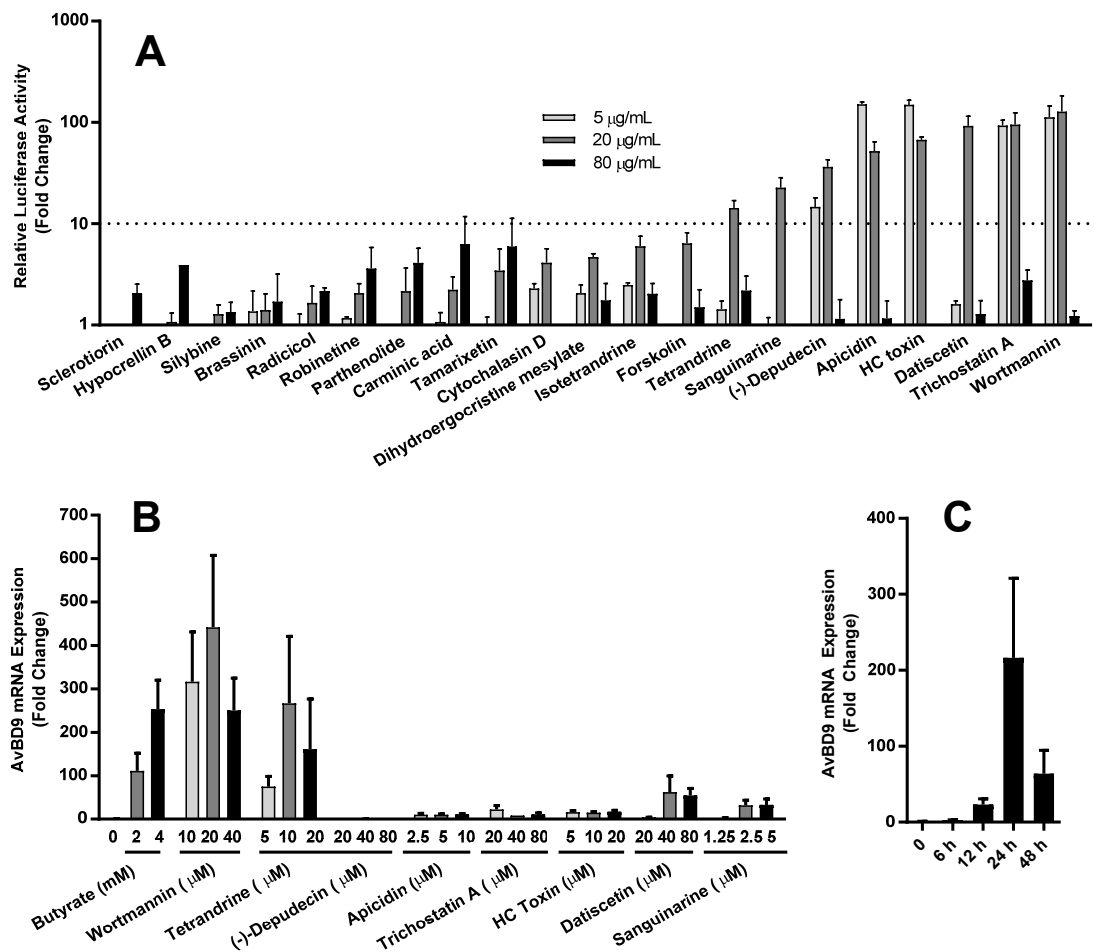 A
Relative Luciferase Activity
(Fold Change)
1000
100
10
1
5 μg/mL
20 μg/mL
80 μg/mL
Sclerotiorin
Hypocrellin B
Silybine
Brassinin
Radicicol
Robinetine
Parthenolide
Carminic acid
Tamarixetin
Cytochalasin D
Dihydroergocristine mesylate
Isotetrandrine
Forskolin
Tetrandrine
Sanguinarine
(-)-Depudecin
Apicidin
HC toxin
Datiscetin
Trichostatin A
Wortmannin
B
AvBD9 mRNA Expression
(Fold Change)
700
600
500
400
300
200
100
0
0 2 4 10 20 40 5 10 20 20 40 80 2.5 5 10 20 40 80 5 10 20 20 40 80 1.25 2.5 5
Butyrate (mM)
Wortmannin ( μM)
Tetrandrine ( μM)
(-)-Depudecin ( μM)
Apicidin (μM)
Trichostatin A ( μM)
HC Toxin (μM)
Datiscetin (μM)
Sanguinarine ( μM)
C
AvBD9 mRNA Expression
(Fold Change)
400
300
200
100
0
0 6 h 12 h 24 h 48 h